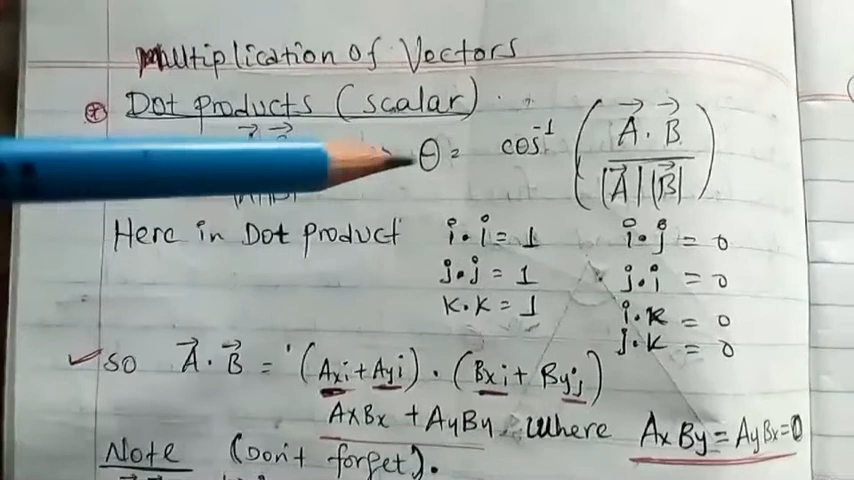 Multiplication of Vectors
Dot products (scalar)
θ = cos⁻¹ (A⃗ . B⃗ / |A⃗| |B⃗|)
Here in Dot product i . i = 1 i . j = 0
j . j = 1 j . i = 0
k . k = 1 i . k = 0
j . k = 0
so A⃗ . B⃗ = (Axi + Ayi) . (Bxi + Byj)
AxBx + AyBy where AxBy = AyBx = 0
Note (Don't forget).